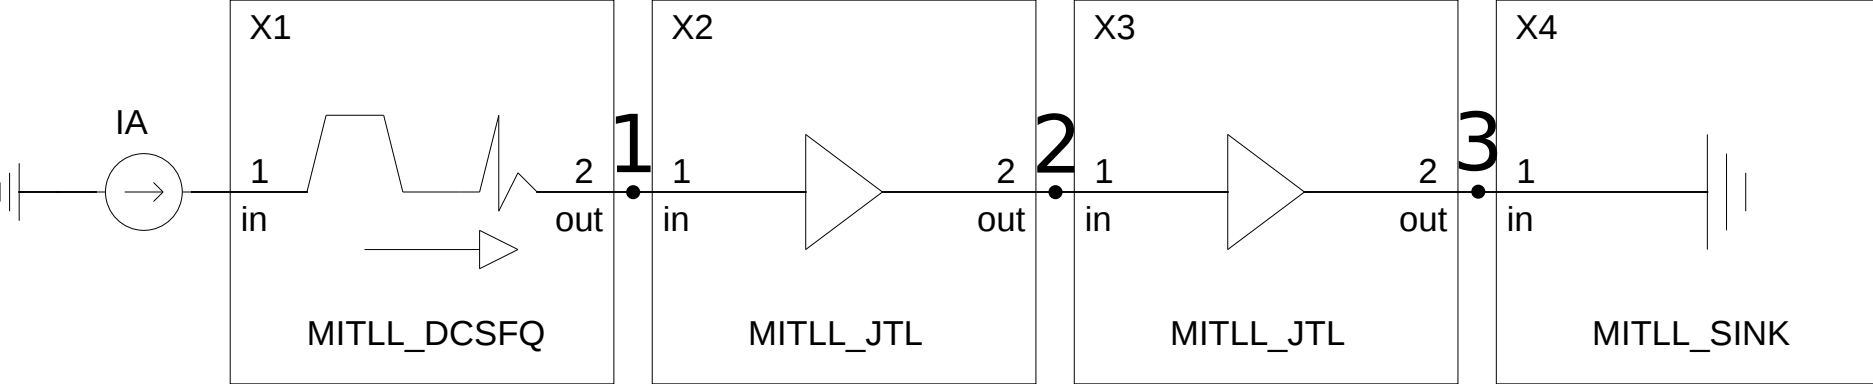 X1
X2
X3
X4
IA
1
2
3
1
2
1
2
1
2
1
in
out
in
out
in
out
in
MITLL_DCSFQ
MITLL_JTL
MITLL_JTL
MITLL_SINK